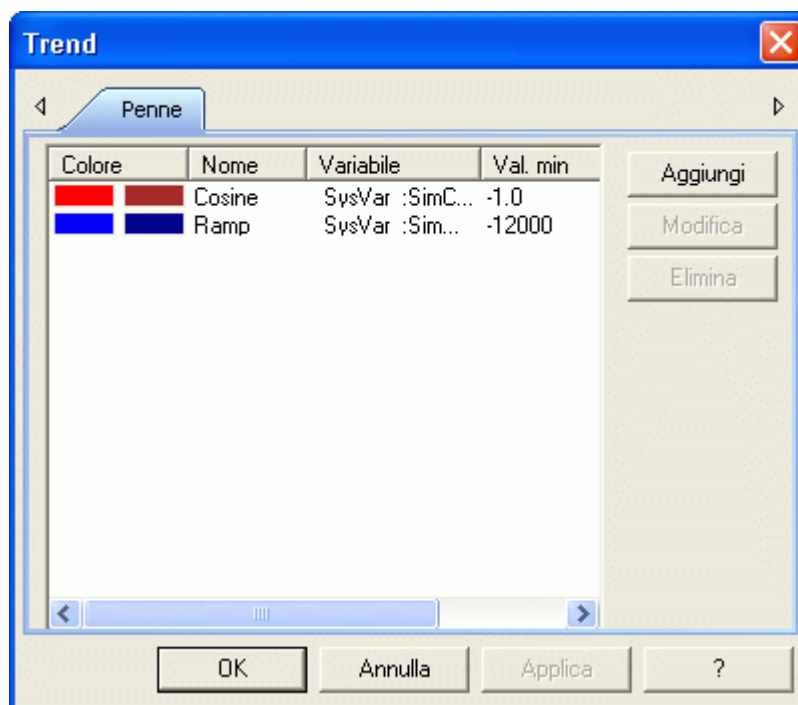 Trend
Penne
Colore Nome Variabile Val. min
Cosine SysVar :SimC... -1.0
Ramp SysVar :Sim... -12000
Aggiungi
Modifica
Elimina
OK Annulla Applica ?